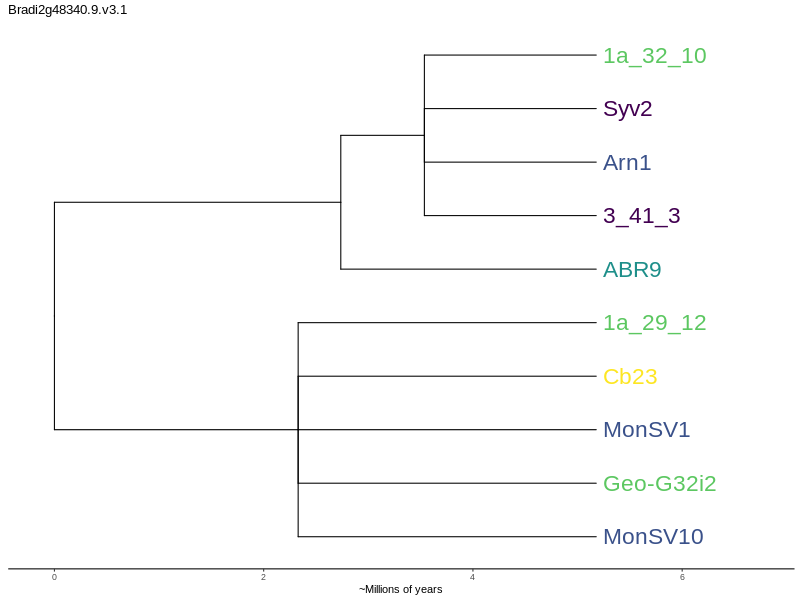 Bradi2g48340.9.v3.1
1a_32_10
Syv2
Arn1
3_41_3
ABR9
1a_29_12
Cb23
MonSV1
Geo-G32i2
MonSV10
0 2 4 6
~Millions of years